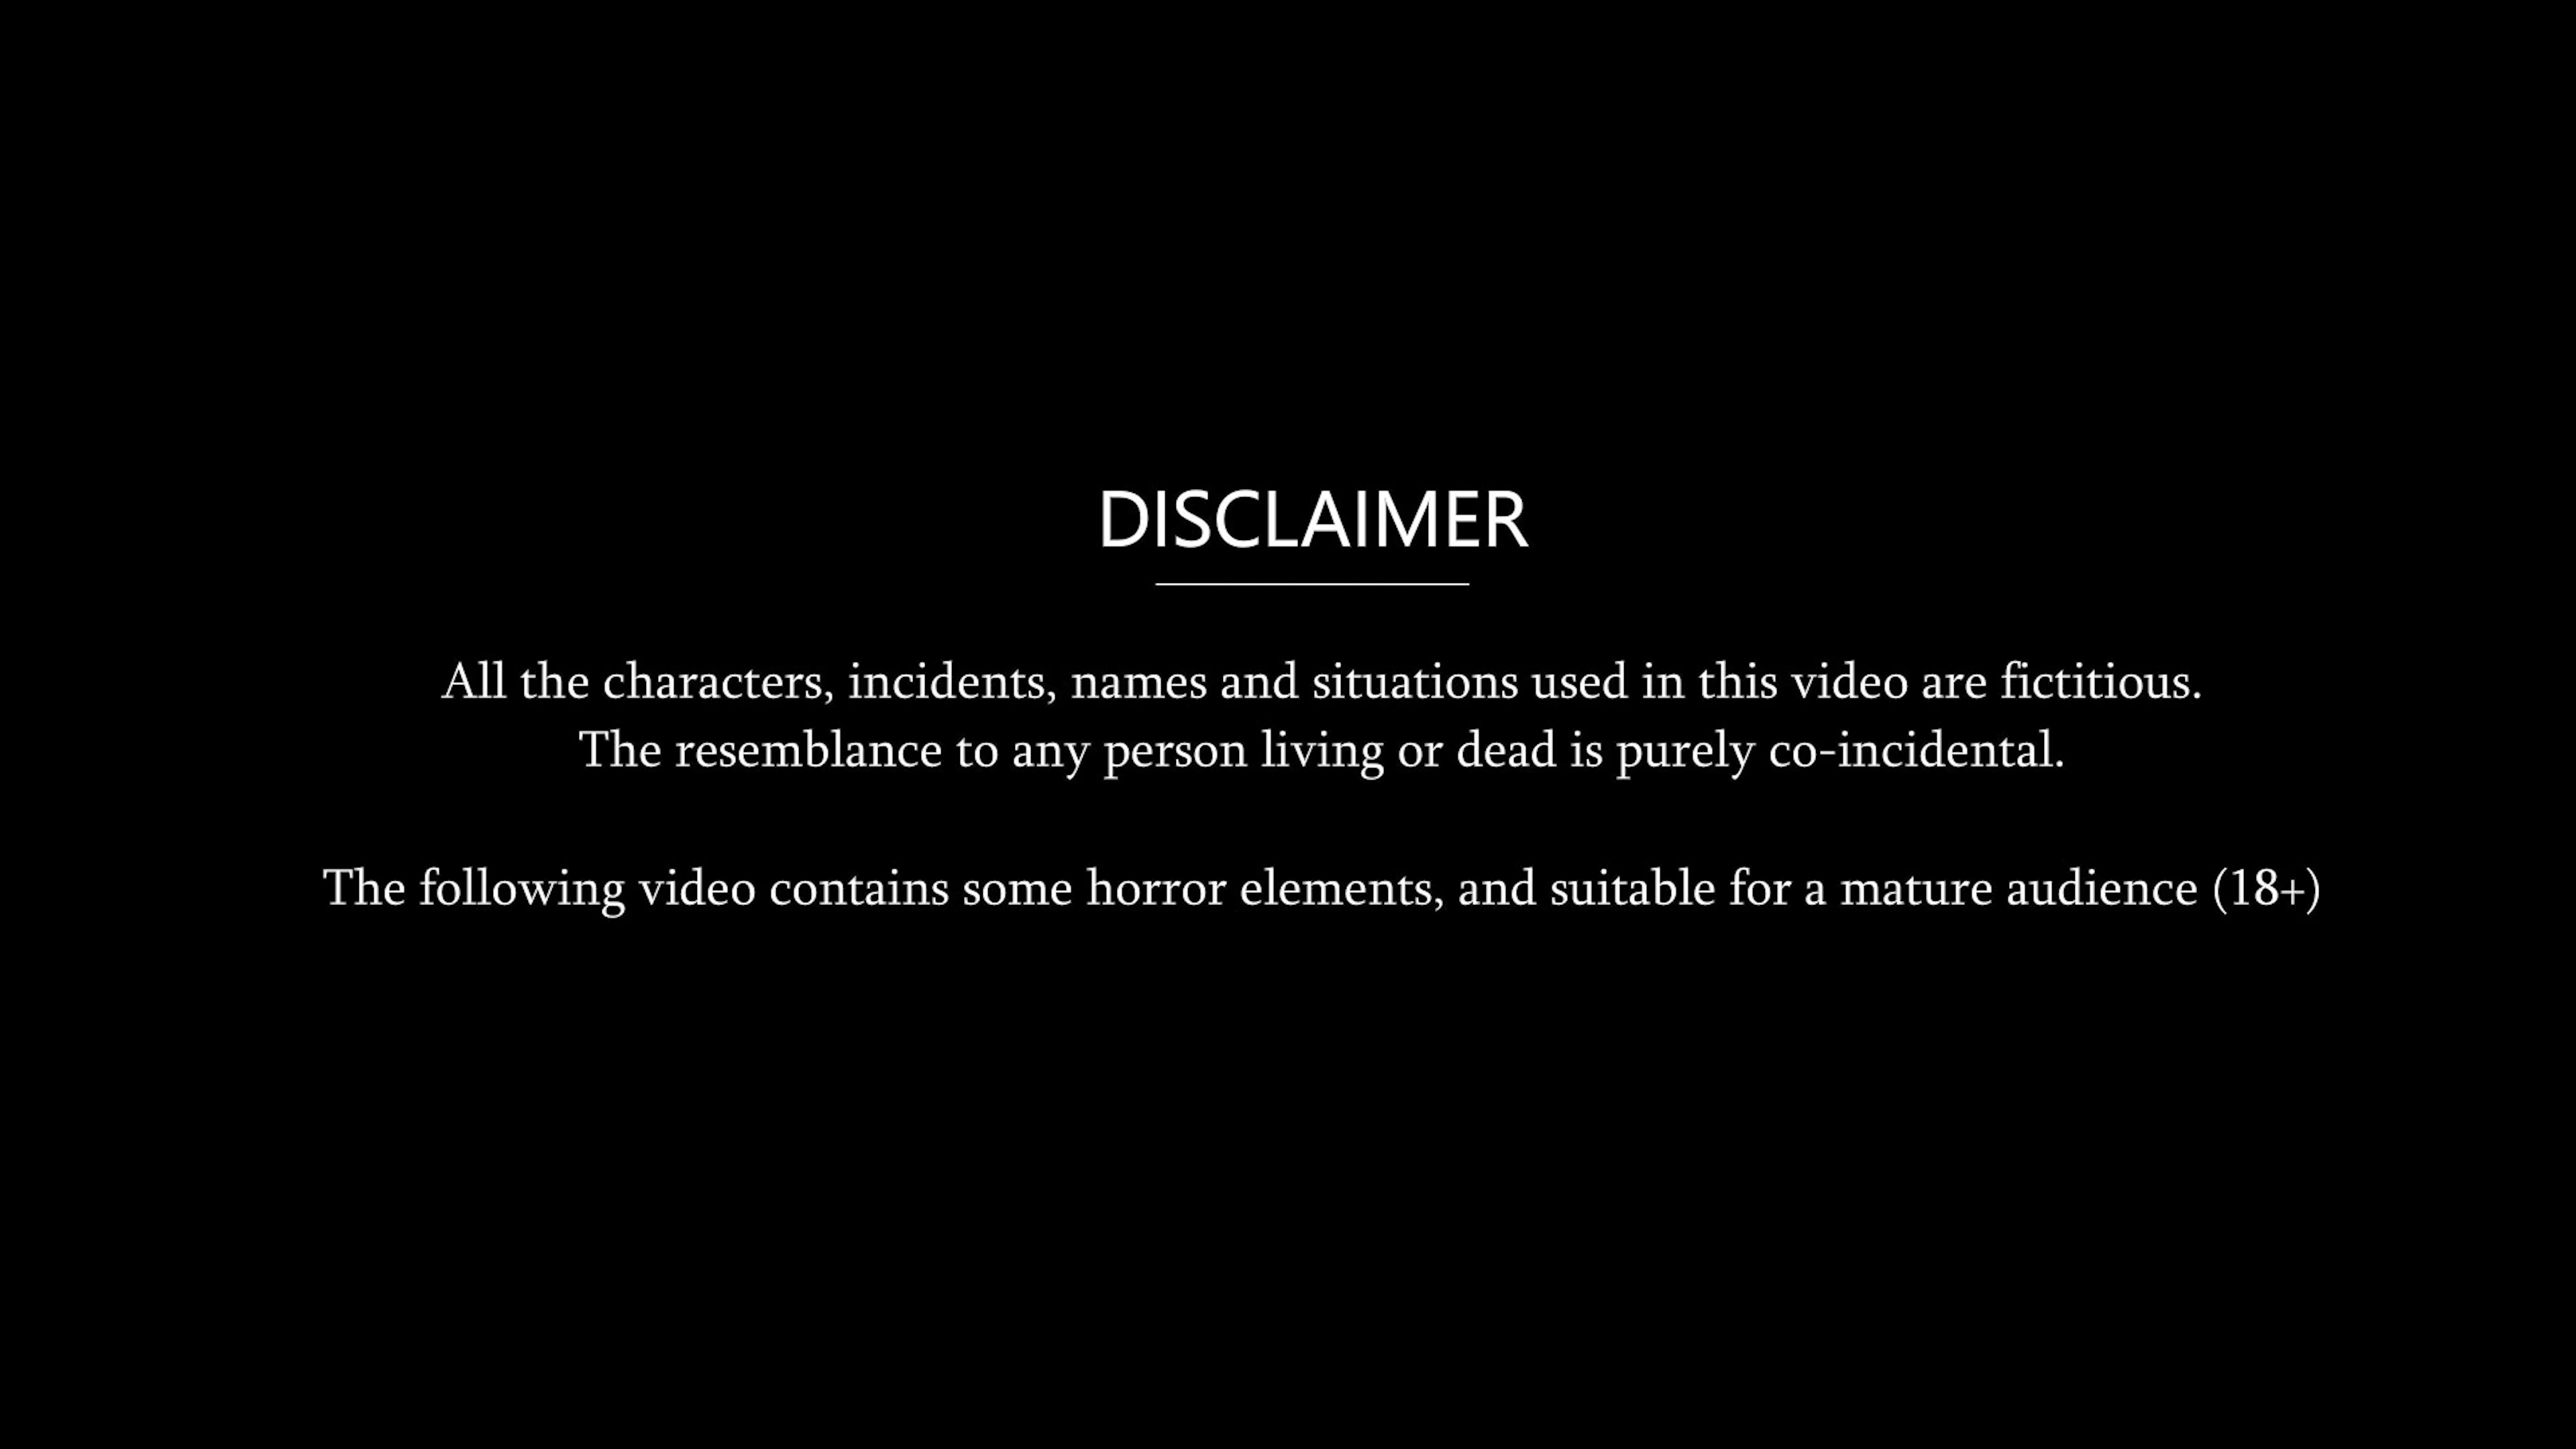 DISCLAIMER
All the characters, incidents, names and situations used in this video are fictitious.
The resemblance to any person living or dead is purely co-incidental.
The following video contains some horror elements, and suitable for a mature audience (18+)